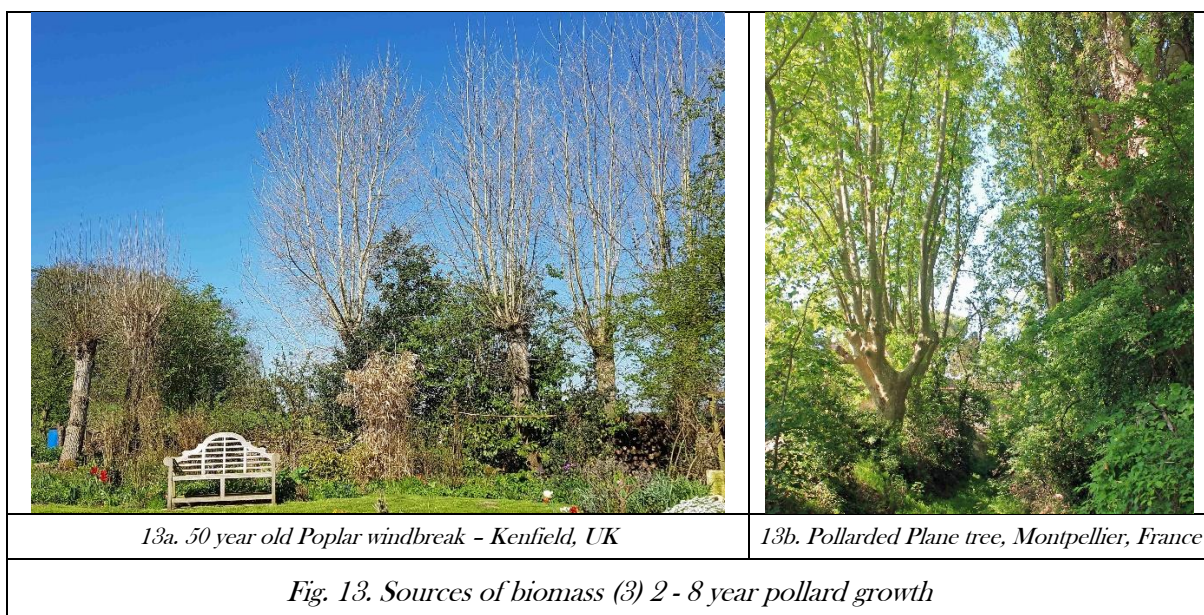 13a. 50 year old Poplar windbreak – Kenfield, UK
13b. Pollarded Plane tree, Montpellier, France
Fig. 13. Sources of biomass (3) 2 - 8 year pollard growth